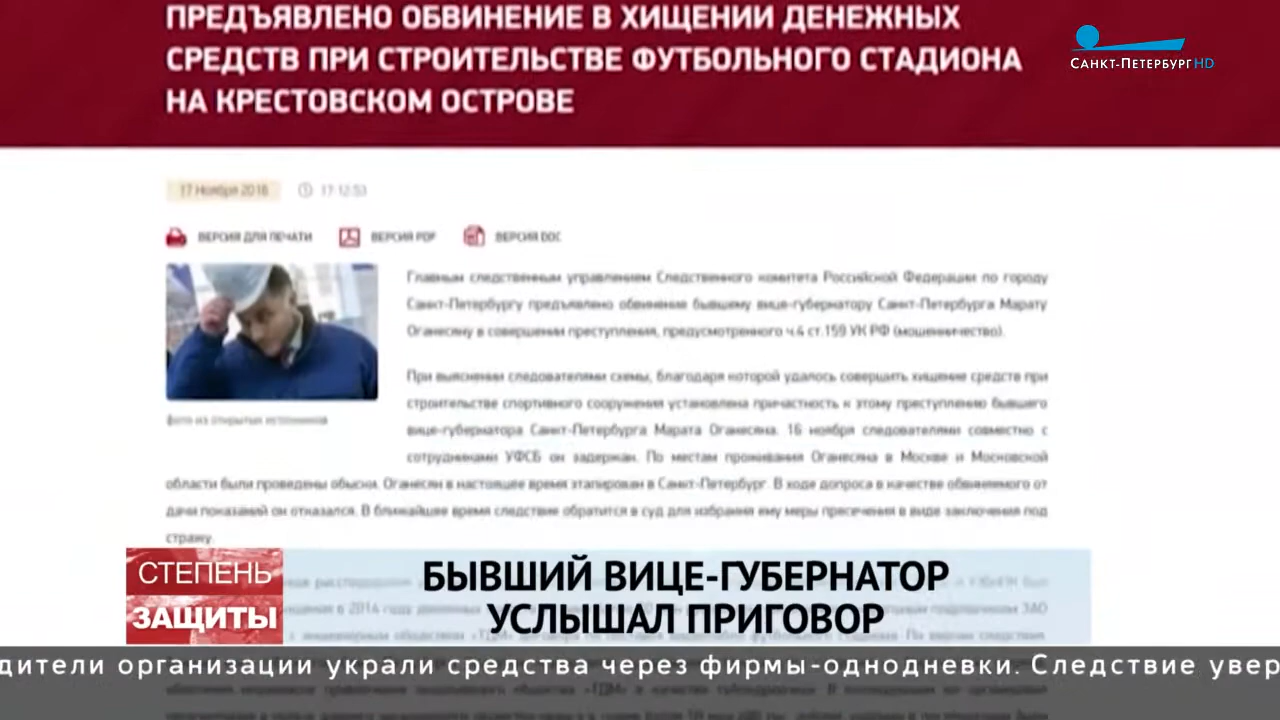 ПРЕДЪЯВЛЕНО ОБВИНЕНИЕ В ХИЩЕНИИ ДЕНЕЖНЫХ
СРЕДСТВ ПРИ СТРОИТЕЛЬСТВЕ ФУТБОЛЬНОГО СТАДИОНА
НА КРЕСТОВСКОМ ОСТРОВЕ
САНКТ-ПЕТЕРБУРГ HD
17 Ноября 2016 17:12:53
ВЕРСИЯ ДЛЯ ПЕЧАТИ ВЕРСИЯ PDF ВЕРСИЯ DOC
Главным следственным управлением Следственного комитета Российской Федерации по городу
Санкт-Петербургу предъявлено обвинение бывшему вице-губернатору Санкт-Петербурга Марату
Оганесяну в совершении преступления, предусмотренного ч.4 ст.159 УК РФ (мошенничество).
При выяснении следователями схемы, благодаря которой удалось совершить хищение средств при
строительстве спортивного сооружения установлена причастность к этому преступлению бывшего
вице-губернатора Санкт-Петербурга Марата Оганесяна. 16 ноября следователями совместно с
сотрудниками УФСБ он задержан. По местам проживания Оганесяна в Москве и Московской
области были проведены обыски. Оганесян в настоящее время этапирован в Санкт-Петербург. В ходе допроса в качестве обвиняемого от
дачи показаний он отказался. В ближайшее время следствие обратится в суд для избрания ему меры пресечения в виде заключения под
стражу.
фото из открытых источников
СТЕПЕНЬ
ЗАЩИТЫ
БЫВШИЙ ВИЦЕ-ГУБЕРНАТОР
УСЛЫШАЛ ПРИГОВОР
дители организации украли средства через фирмы-однодневки. Следствие увер